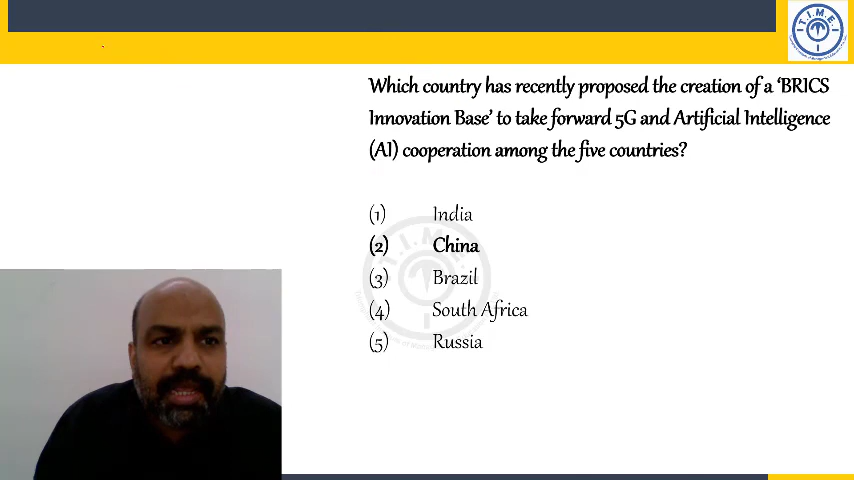 T.I.M.E.
Which country has recently proposed the creation of a ‘BRICS
Innovation Base’ to take forward 5G and Artificial Intelligence
(AI) cooperation among the five countries?
(1) India
(2) China
(3) Brazil
(4) South Africa
(5) Russia